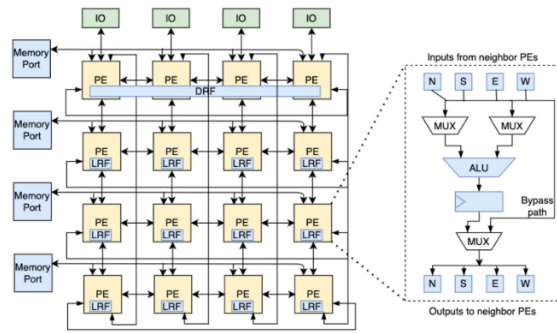 IO IO IO IO
Memory Port
PE PE PE PE
DRF
Memory Port
PE PE PE PE
LRF LRF LRF LRF
Memory Port
PE PE PE PE
LRF LRF LRF LRF
Memory Port
PE PE PE PE
LRF LRF LRF LRF
Inputs from neighbor PEs
N S E W
MUX MUX
ALU
Bypass
path
MUX
N S E W
Outputs to neighbor PEs